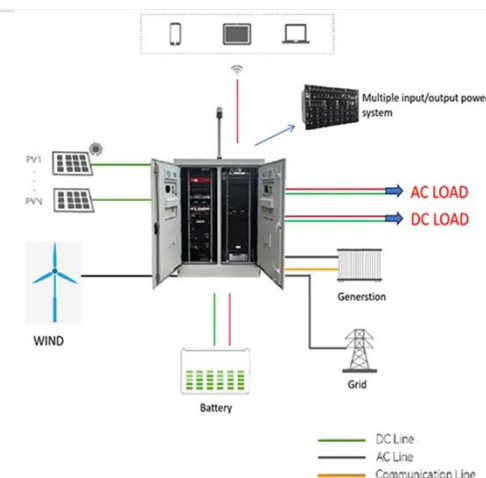 Multiple input/output powe
system
PV1
PVN
AC LOAD
DC LOAD
Generstion
WIND
Grid
Battery
DC Line
AC Line
Communication Line